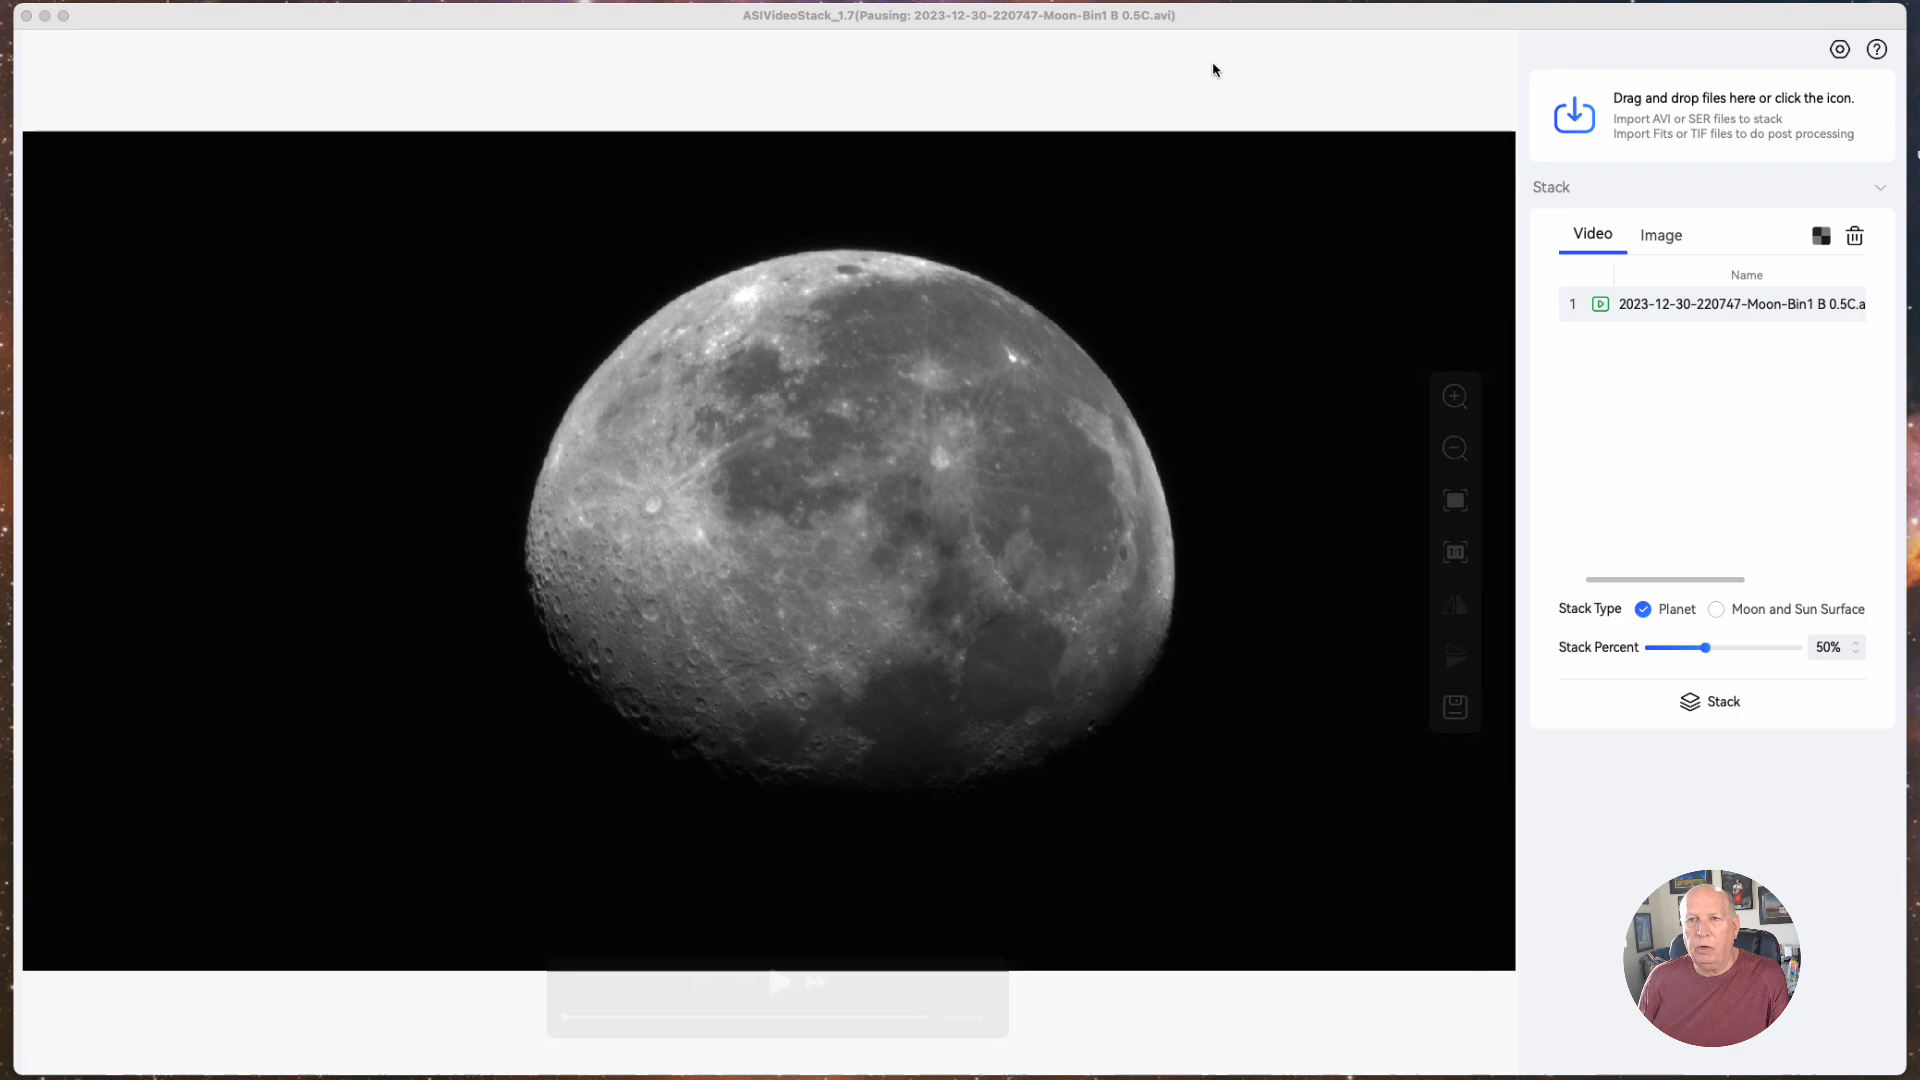 ASIVideoStack_1.7(Pausing: 2023-12-30-220747-Moon-Bin1 B 0.5C.avi)
Drag and drop files here or click the icon.
Import AVI or SER files to stack
Import Fits or TIF files to do post processing
Stack
Video Image
Name
1 2023-12-30-220747-Moon-Bin1 B 0.5C.a
Stack Type Planet Moon and Sun Surface
Stack Percent 50%
Stack